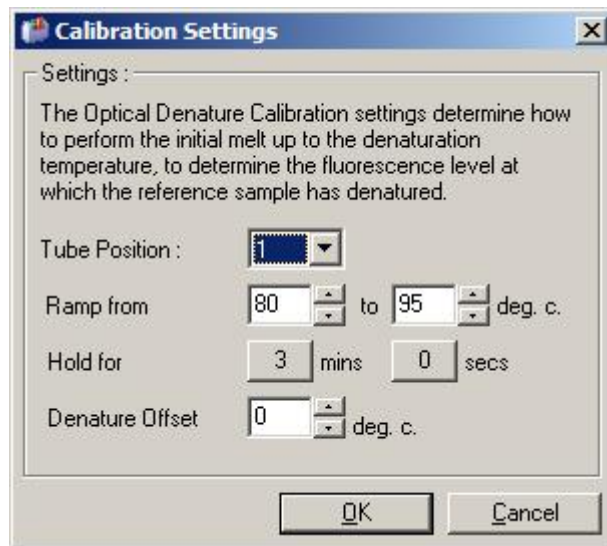 Calibration Settings
Settings :
The Optical Denature Calibration settings determine how
to perform the initial melt up to the denaturation
temperature, to determine the fluorescence level at
which the reference sample has denatured.
Tube Position : 1
Ramp from 80 to 95 deg. c.
Hold for 3 mins 0 secs
Denature Offset 0 deg. c.
OK Cancel